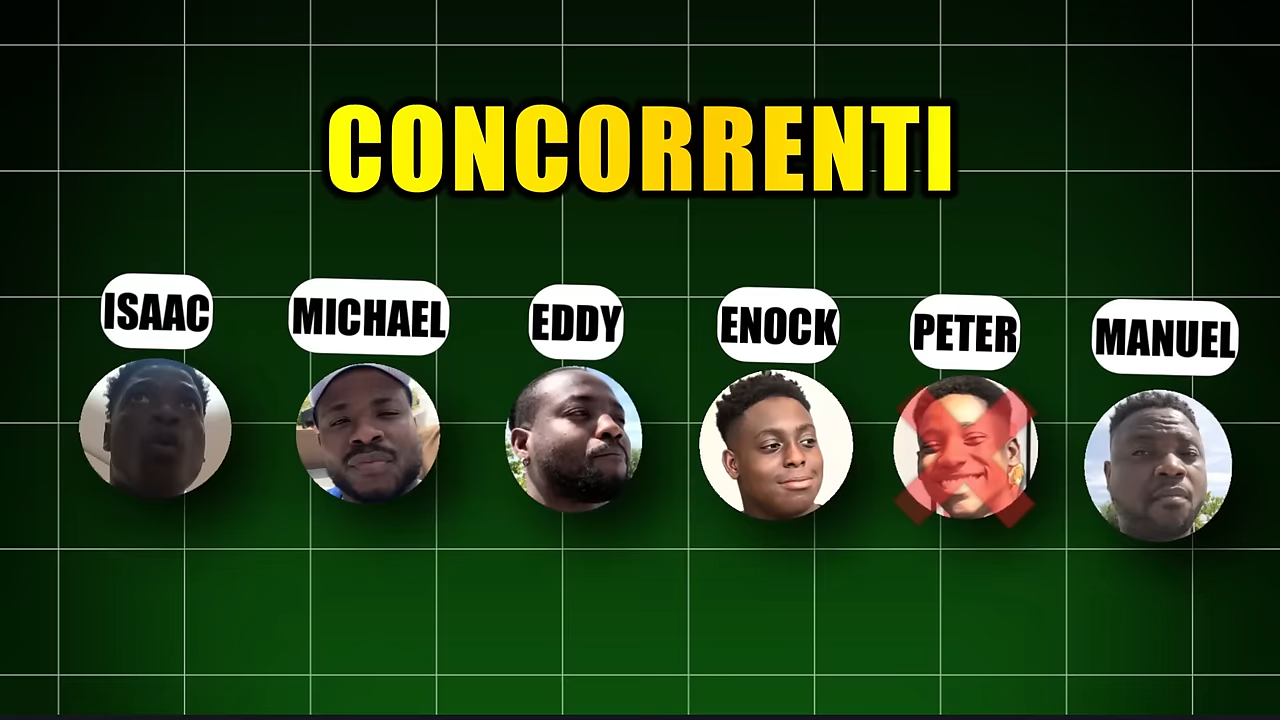 CONCORRENTI
ISAAC
MICHAEL
EDDY
ENOCK
PETER
MANUEL